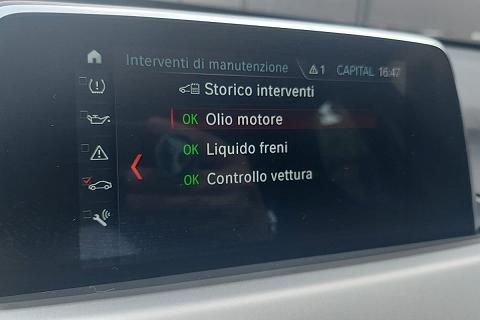 Interventi di manutenzione 1 CAPITAL 16:47
Storico interventi
OK Olio motore
OK Liquido freni
OK Controllo vettura